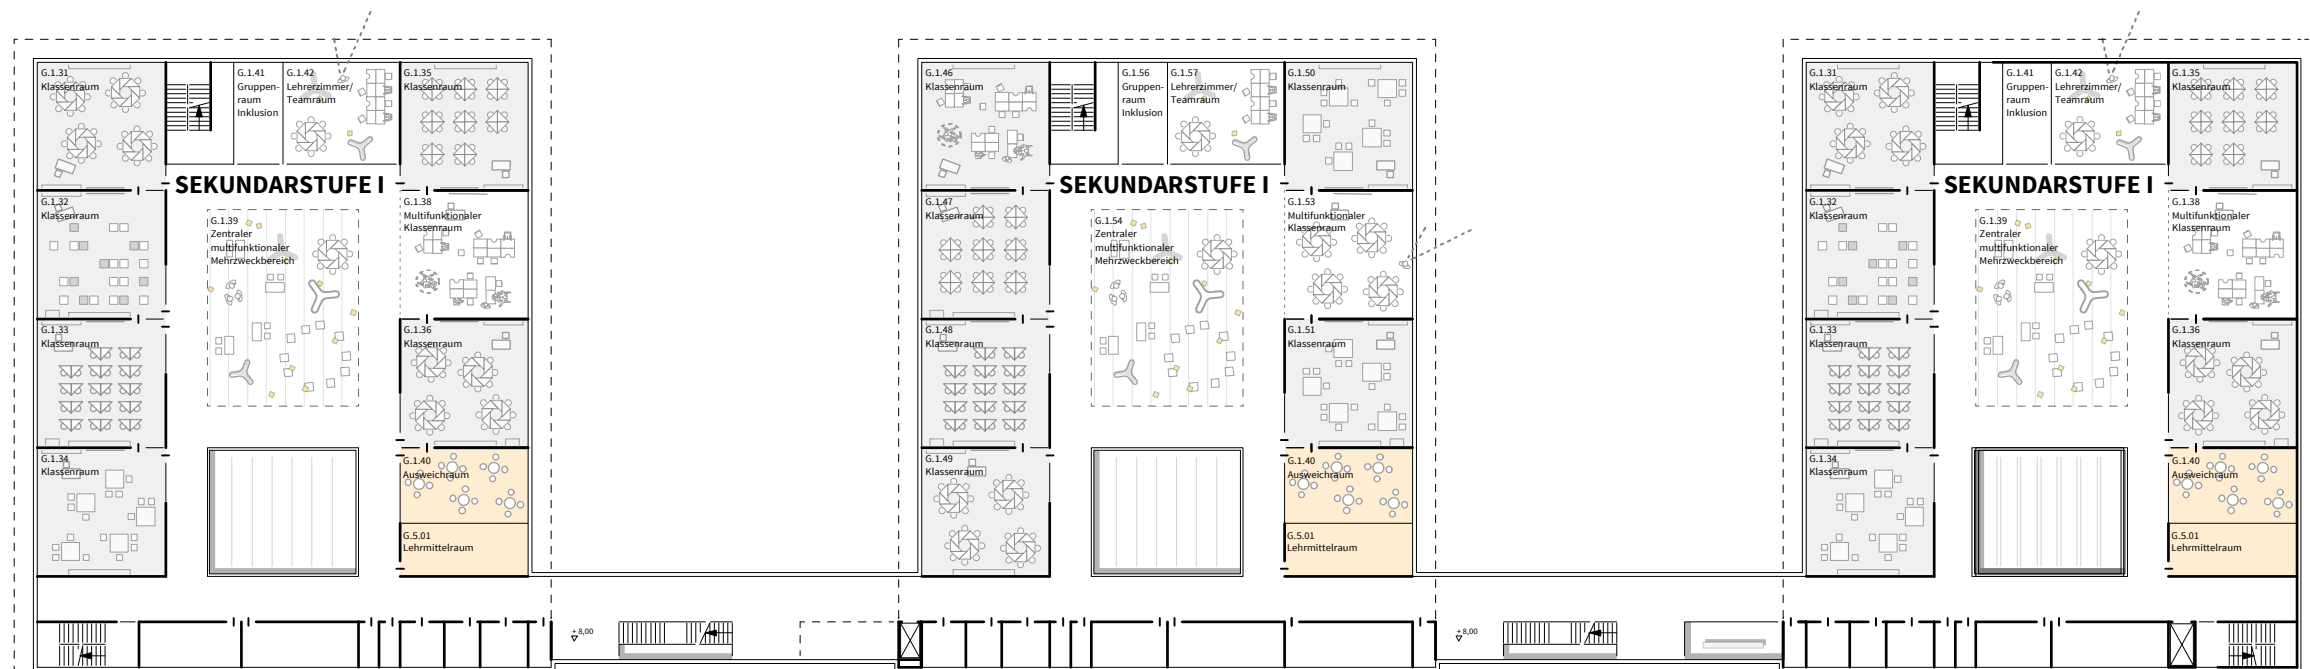 G.1.31
Klassenraum
G.1.41
Gruppen-
raum
Inklusion
G.1.42
Lehrerzimmer/
Teamraum
G.1.35
Klassenraum
SEKUNDARSTUFE I
G.1.32
Klassenraum
G.1.39
Zentraler
multifunktionaler
Mehrzweckbereich
G.1.38
Multifunktionaler
Klassenraum
G.1.33
Klassenraum
G.1.36
Klassenraum
G.1.34
Klassenraum
G.1.40
Ausweichraum
G.5.01
Lehrmittelraum
+ 8,00
G.1.46
Klassenraum
G.1.56
Gruppen-
raum
Inklusion
G.1.57
Lehrerzimmer/
Teamraum
G.1.50
Klassenraum
SEKUNDARSTUFE I
G.1.47
Klassenraum
G.1.54
Zentraler
multifunktionaler
Mehrzweckbereich
G.1.53
Multifunktionaler
Klassenraum
G.1.48
Klassenraum
G.1.51
Klassenraum
G.1.49
Klassenraum
G.1.40
Ausweichraum
G.5.01
Lehrmittelraum
+ 8,00
G.1.31
Klassenraum
G.1.41
Gruppen-
raum
Inklusion
G.1.42
Lehrerzimmer/
Teamraum
G.1.35
Klassenraum
SEKUNDARSTUFE I
G.1.32
Klassenraum
G.1.39
Zentraler
multifunktionaler
Mehrzweckbereich
G.1.38
Multifunktionaler
Klassenraum
G.1.33
Klassenraum
G.1.36
Klassenraum
G.1.34
Klassenraum
G.1.40
Ausweichraum
G.5.01
Lehrmittelraum